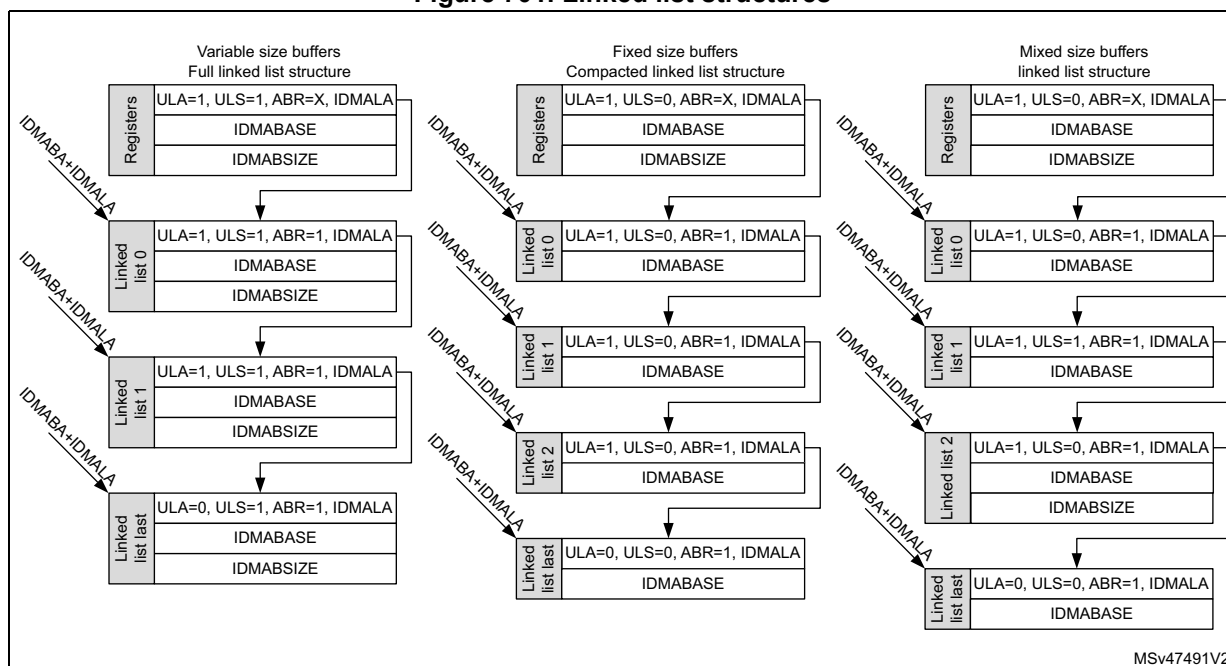 Figure Linked list structures
Variable size buffers
Full linked list structure
Registers
ULA=1, ULS=1, ABR=X, IDMALA
IDMABASE
IDMABSIZE
IDMABA+IDMALA
Linked
list 0
ULA=1, ULS=1, ABR=1, IDMALA
IDMABASE
IDMABSIZE
IDMABA+IDMALA
Linked
list 1
ULA=1, ULS=1, ABR=1, IDMALA
IDMABASE
IDMABSIZE
IDMABA+IDMALA
Linked
list last
ULA=0, ULS=1, ABR=1, IDMALA
IDMABASE
IDMABSIZE
Fixed size buffers
Compacted linked list structure
Registers
ULA=1, ULS=0, ABR=X, IDMALA
IDMABASE
IDMABSIZE
IDMABA+IDMALA
Linked
list 0
ULA=1, ULS=0, ABR=1, IDMALA
IDMABASE
IDMABA+IDMALA
Linked
list 1
ULA=1, ULS=0, ABR=1, IDMALA
IDMABASE
IDMABA+IDMALA
Linked
list 2
ULA=1, ULS=0, ABR=1, IDMALA
IDMABASE
IDMABA+IDMALA
Linked
list last
ULA=0, ULS=0, ABR=1, IDMALA
IDMABASE
Mixed size buffers
linked list structure
Registers
ULA=1, ULS=0, ABR=X, IDMALA
IDMABASE
IDMABSIZE
IDMABA+IDMALA
Linked
list 0
ULA=1, ULS=0, ABR=1, IDMALA
IDMABASE
IDMABA+IDMALA
Linked
list 1
ULA=1, ULS=1, ABR=1, IDMALA
IDMABASE
IDMABA+IDMALA
Linked list 2
ULA=1, ULS=0, ABR=1, IDMALA
IDMABASE
IDMABSIZE
IDMABA+IDMALA
Linked
list last
ULA=0, ULS=0, ABR=1, IDMALA
IDMABASE
MSv47491V2